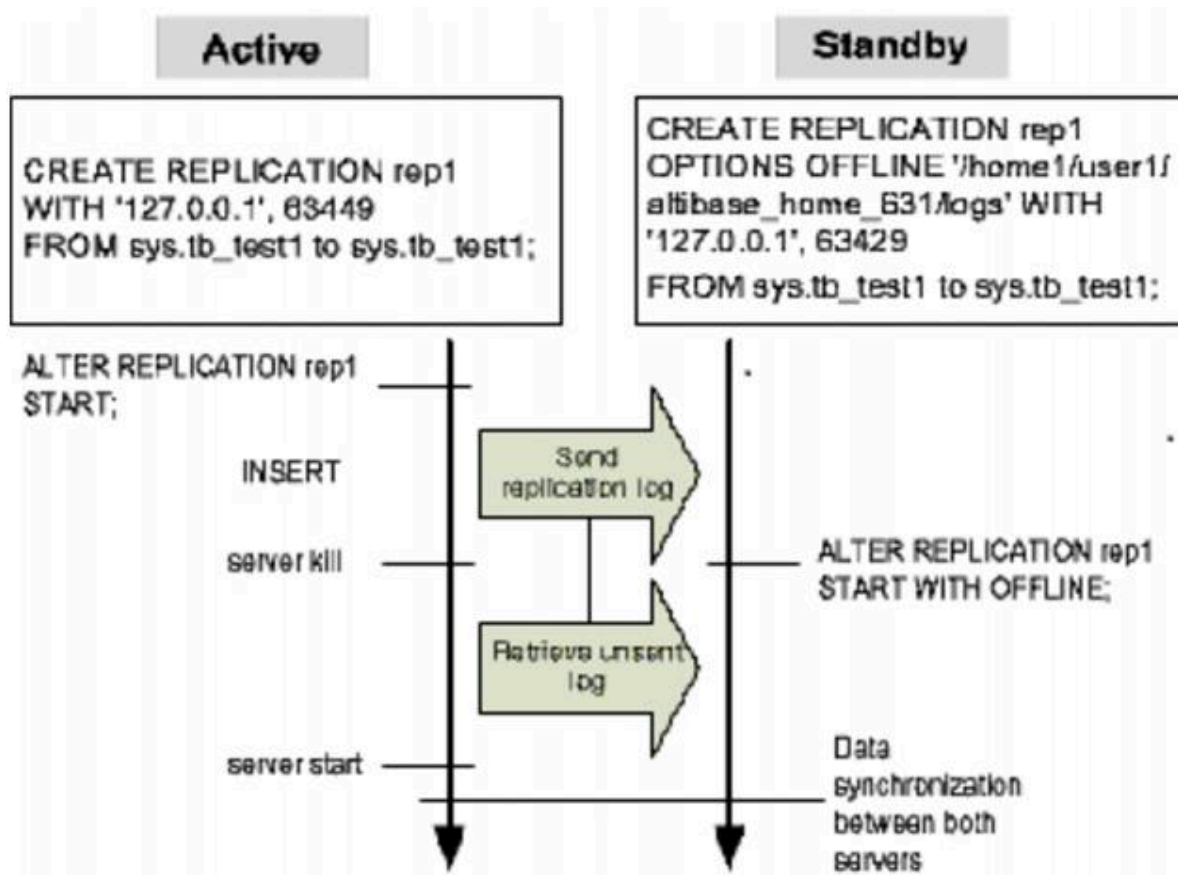 Active
Standby
CREATE REPLICATION rep1
WITH '127.0.0.1', 63449
FROM sys.tb_test1 to sys.tb_test1;
CREATE REPLICATION rep1
OPTIONS OFFLINE '/home1/user1/
altibase_home_631/logs' WITH
'127.0.0.1', 63429
FROM sys.tb_test1 to sys.tb_test1;
ALTER REPLICATION rep1
START;
INSERT
Send
replication log
server kill
ALTER REPLICATION rep1
START WITH OFFLINE;
Retrieve unsent
log
server start
Data
synchronization
between both
servers